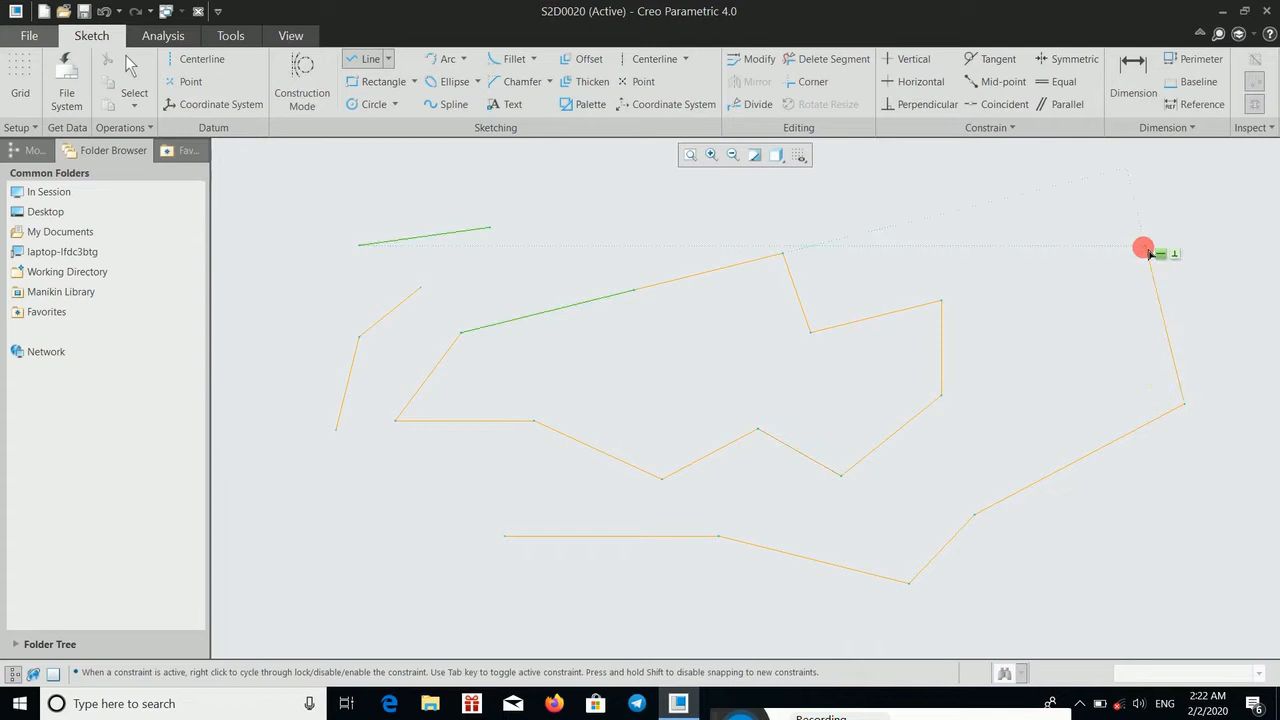 S2D0020 (Active) - Creo Parametric 4.0
File Sketch Analysis Tools View
Grid
Setup
File System
Get Data
Select
Operations
Centerline
Point
Coordinate System
Datum
Construction Mode
Line Arc Fillet Offset Centerline
Rectangle Ellipse Chamfer Thicken Point
Circle Spline Text Palette Coordinate System
Sketching
Modify Delete Segment
Mirror Corner
Divide Rotate Resize
Editing
Vertical Tangent Symmetric
Horizontal Mid-point Equal
Perpendicular Coincident Parallel
Constrain
Dimension
Perimeter
Baseline
Reference
Dimension
Inspect
Mo... Folder Browser Fav...
Common Folders
In Session
Desktop
My Documents
laptop-lfdc3btg
Working Directory
Manikin Library
Favorites
Network
Folder Tree
When a constraint is active, right click to cycle through lock/disable/enable the constraint. Use Tab key to toggle active constraint. Press and hold Shift to disable snapping to new constraints.
Type here to search
Recording
ENG
2:22 AM
2/2/2020